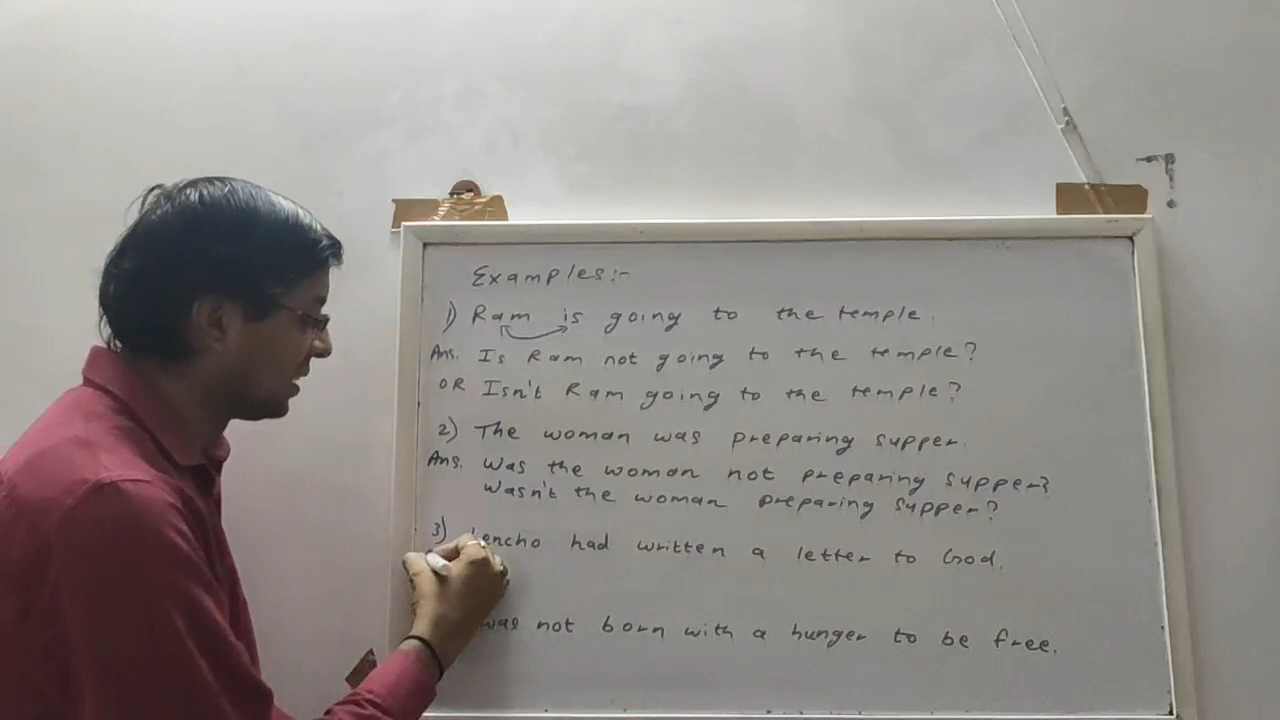 Examples:-
1) Ram is going to the temple.
Ans. Is Ram not going to the temple?
OR Isn't Ram going to the temple?
2) The woman was preparing supper.
Ans. Was the woman not preparing supper?
Wasn't the woman preparing supper?
3) Lencho had written a letter to God.
was not born with a hunger to be free.